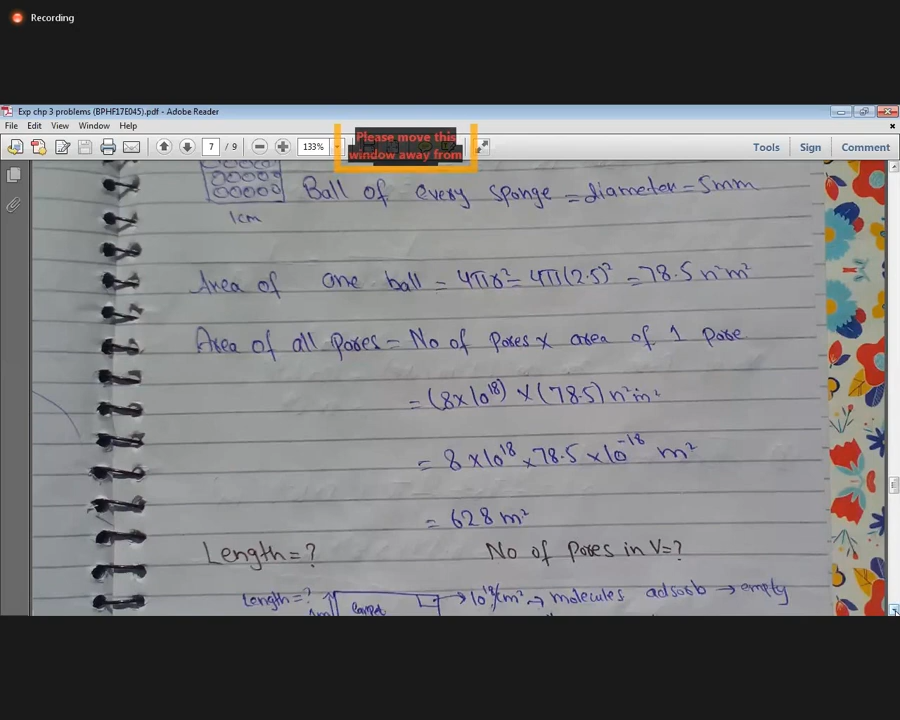 Recording
Exp chp 3 problems (BPHF17E045).pdf - Adobe Reader
File Edit View Window Help
7 / 9 133% Tools Sign Comment
Please move this
window away from
Ball of every sponge = diameter = 5mm
1cm
Area of one ball = 4πr² = 4π(2.5)² = 78.5 n²m²
Area of all pores = No of pores x area of 1 pore
= (8x10¹⁸) x (78.5) n²m²
= 8x10¹⁸ x 78.5 x 10⁻¹⁸ m²
= 628 m²
Length = ? No of pores in V = ?
Length = ? 1m carpet → molecules adsorb → empty